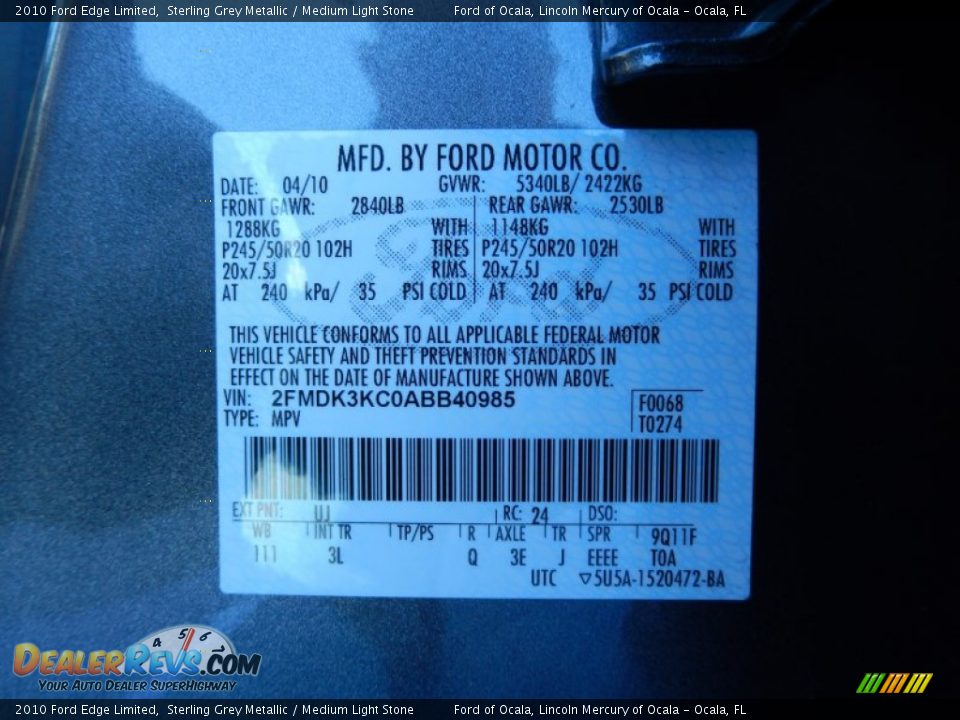 2010 Ford Edge Limited, Sterling Grey Metallic / Medium Light Stone Ford of Ocala, Lincoln Mercury of Ocala - Ocala, FL
MFD. BY FORD MOTOR CO.
DATE: 04/10 GVWR: 5340LB/ 2422KG
FRONT GAWR: 2840LB REAR GAWR: 2530LB
1288KG WITH 1148KG WITH
P245/50R20 102H TIRES P245/50R20 102H TIRES
20x7.5J RIMS 20x7.5J RIMS
AT 240 kPa/ 35 PSI COLD AT 240 kPa/ 35 PSI COLD
THIS VEHICLE CONFORMS TO ALL APPLICABLE FEDERAL MOTOR
VEHICLE SAFETY AND THEFT PREVENTION STANDARDS IN
EFFECT ON THE DATE OF MANUFACTURE SHOWN ABOVE.
VIN: 2FMDK3KC0ABB40985 F0068
TYPE: MPV T0274
EXT PNT: UJ RC: 24 DSO:
WB INT TR TP/PS R AXLE TR SPR 9Q11F
111 3L Q 3E J EEEE TOA
UTC ▽5U5A-1520472-BA
4 5 6
DealerRevs.com
Your Auto Dealer SuperHighway
2010 Ford Edge Limited, Sterling Grey Metallic / Medium Light Stone Ford of Ocala, Lincoln Mercury of Ocala - Ocala, FL